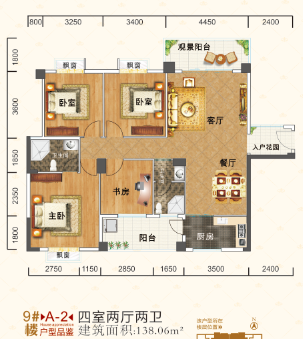 800 3250 3400 4450 2400
观景阳台
飘窗 飘窗
1800
3600
1850
2350
1800
卧室 卧室
客厅
入户花园
卫生间
餐厅
书房
主卧
阳台
厨房
飘窗
2750 1150 2850 1650 3500 2400
9#楼 A-2 户型品鉴
四室两厅两卫
建筑面积:138.06m²